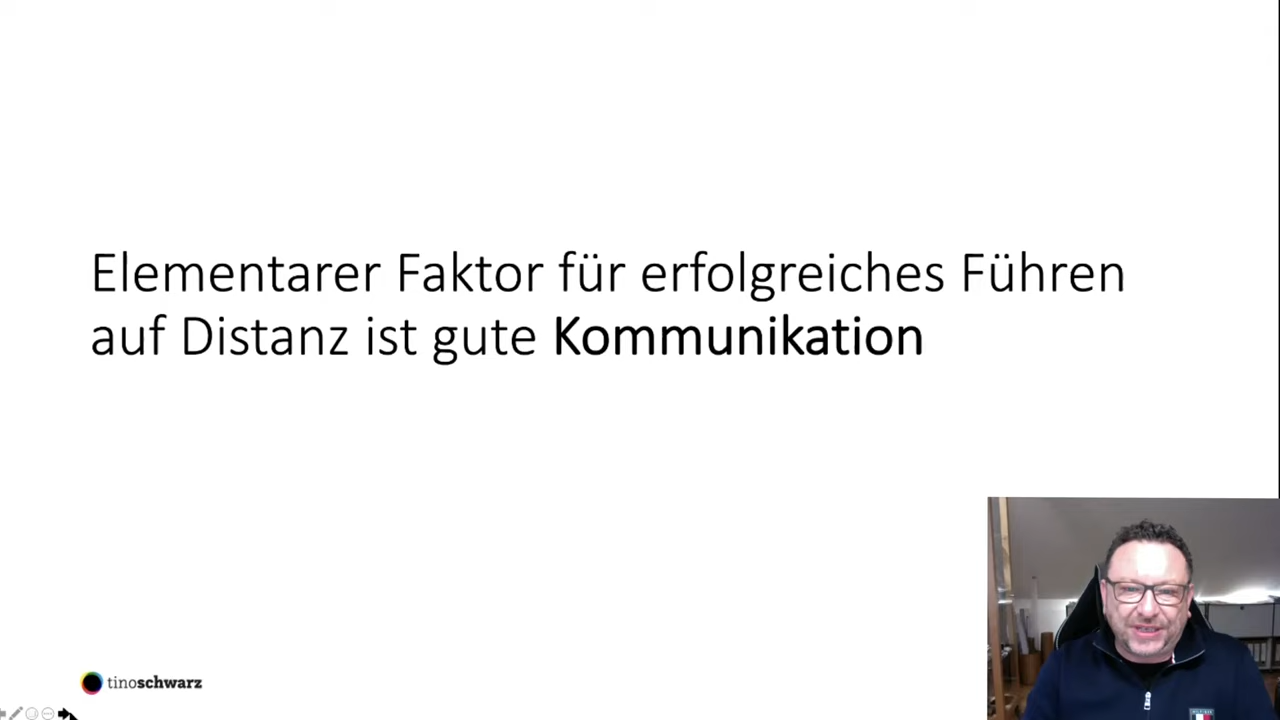 Elementarer Faktor für erfolgreiches Führen
auf Distanz ist gute Kommunikation
tinoschwarz